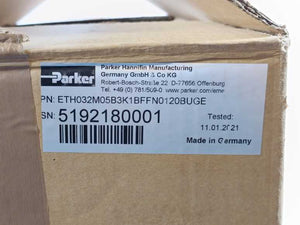 Parker Hannifin Manufacturing
Germany GmbH & Co KG
Robert-Bosch-Straße 22 D-77656 Offenburg
Tel. +49 (0) 781/509-0 www.parker.com/eme
Parker
PN: ETH032M05B3K1BFFN0120BUGE
SN: 5192180001
Tested:
11.01.2021
Made in Germany